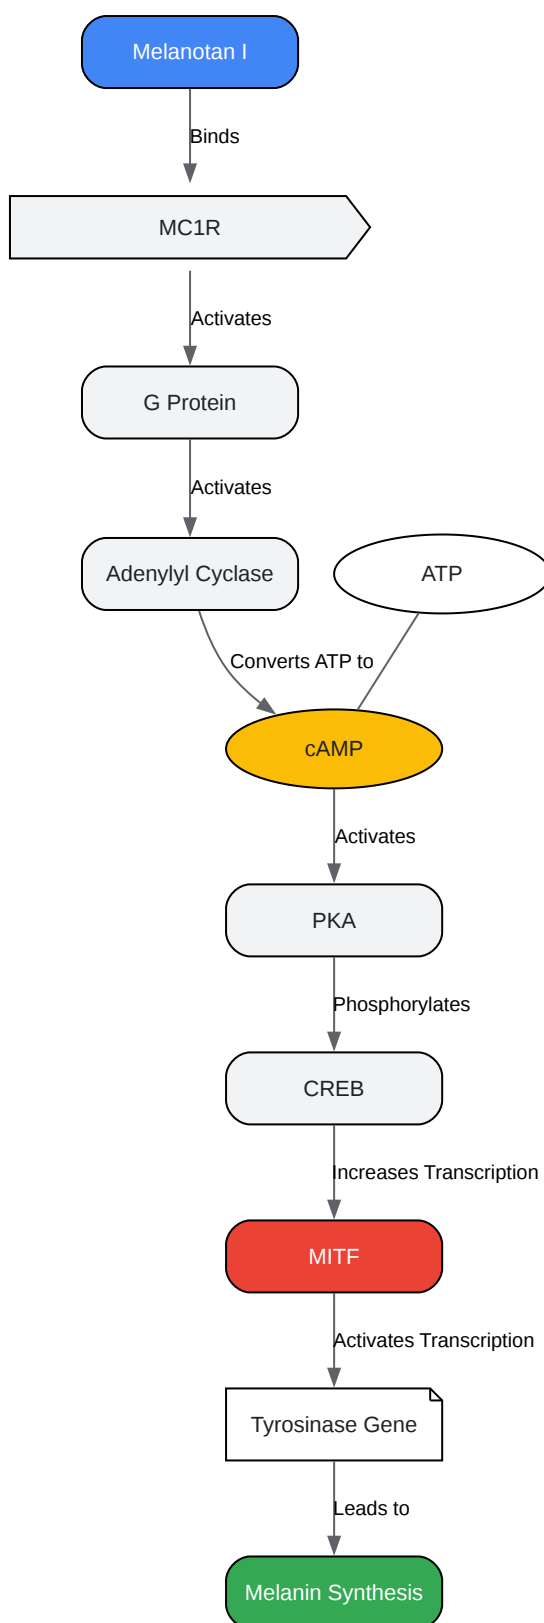 Melanotan I
Binds
MC1R
Activates
G Protein
Activates
Adenylyl Cyclase
ATP
Converts ATP to
cAMP
Activates
PKA
Phosphorylates
CREB
Increases Transcription
MITF
Activates Transcription
Tyrosinase Gene
Leads to
Melanin Synthesis